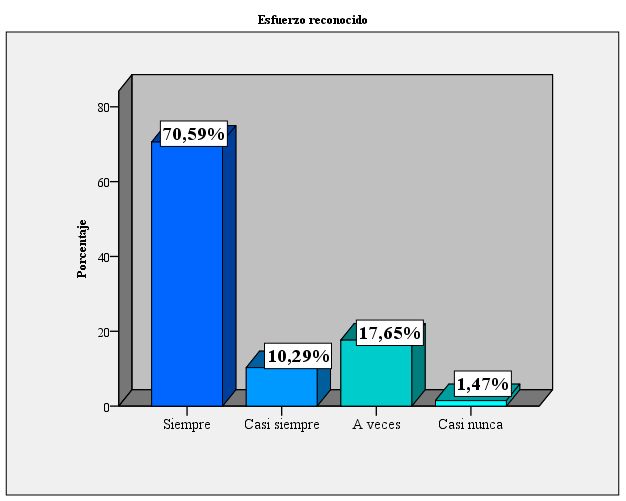 Esfuerzo reconocido
Porcentaje
80
60
40
20
0
70,59%
10,29%
17,65%
1,47%
Siempre
Casi siempre
A veces
Casi nunca